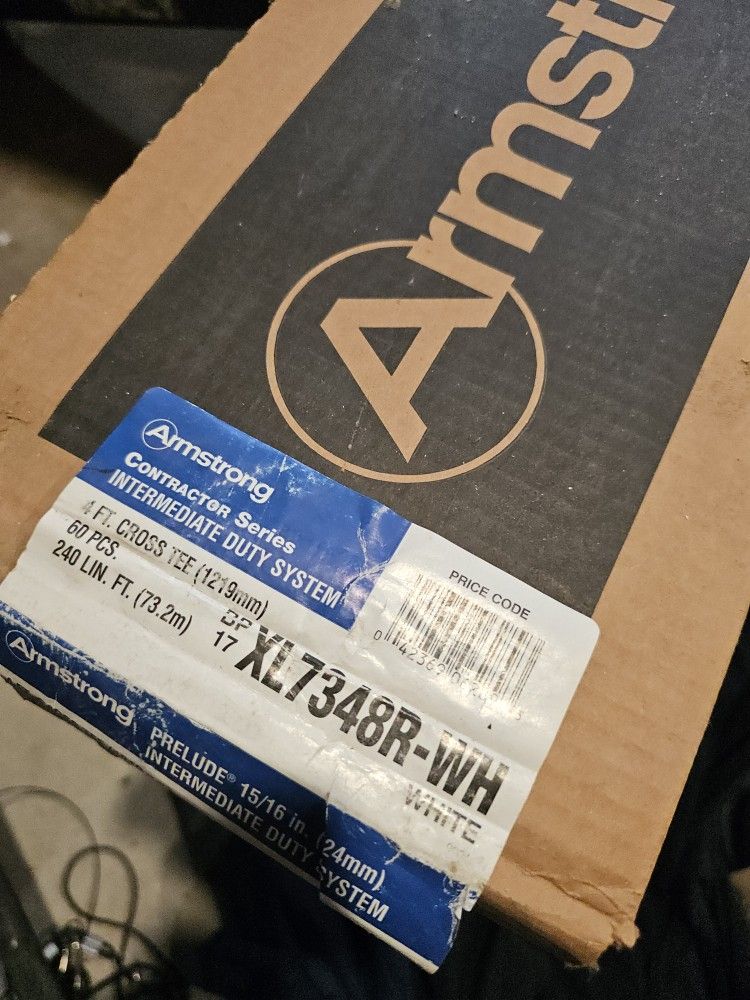 Armst
Armstrong
CONTRACTOR Series
INTERMEDIATE DUTY SYSTEM
4 FT. CROSS TEE (1219mm)
60 PCS.
240 LIN. FT. (73.2m)
PRICE CODE
17 XL7348R-WH
WHITE
Armstrong
PRELUDE® 15/16 in. (24mm)
INTERMEDIATE DUTY SYSTEM